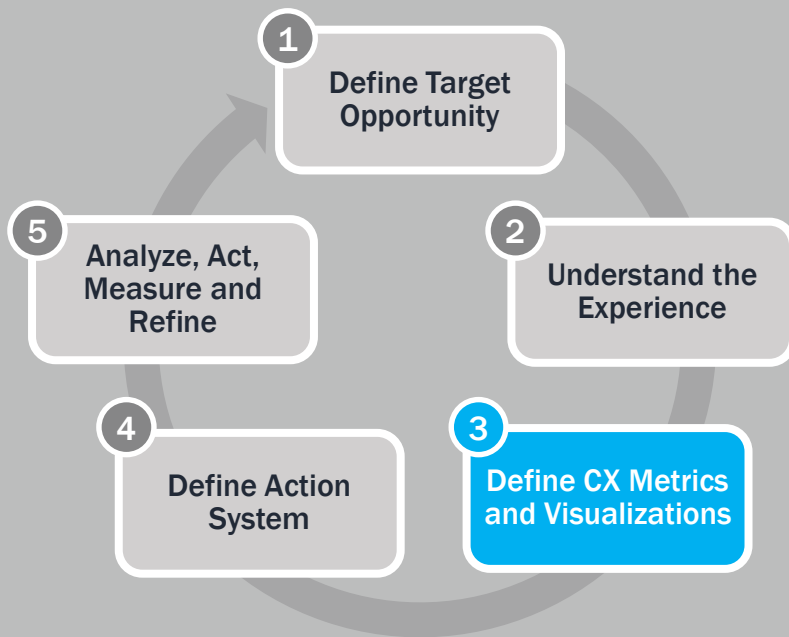 1
Define Target
Opportunity
2
Understand the
Experience
3
Define CX Metrics
and Visualizations
4
Define Action
System
5
Analyze, Act,
Measure and
Refine